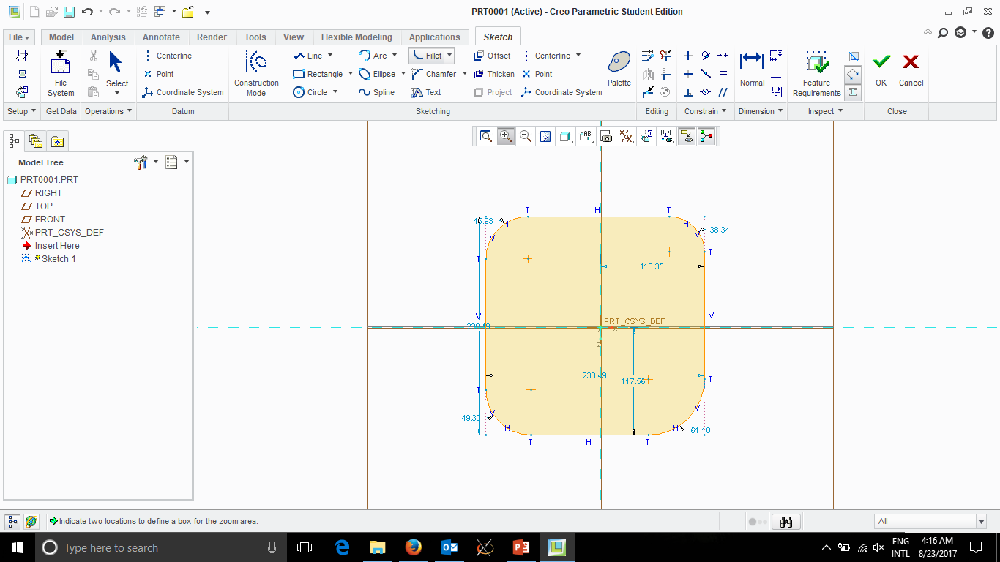 PRT0001 (Active) - Creo Parametric Student Edition
File Model Analysis Annotate Render Tools View Flexible Modeling Applications Sketch
Centerline Line Arc Fillet Offset Centerline
File System Select Point Construction Mode Rectangle Ellipse Chamfer Thicken Point Palette Normal Feature Requirements OK Cancel
Coordinate System Circle Spline Text Project Coordinate System
Setup Get Data Operations Datum Sketching Editing Constrain Dimension Inspect Close
Model Tree
PRT0001.PRT
RIGHT
TOP
FRONT
PRT_CSYS_DEF
Insert Here
Sketch 1
T H T
H H
38.34
V V
T T
113.35
V V
PRT_CSYS_DEF
238.49
x
z
238.49
117.56
T T
V V
49.30
H H 61.10
T H T
Indicate two locations to define a box for the zoom area.
All
Type here to search
ENG 4:16 AM
INTL 8/23/2017